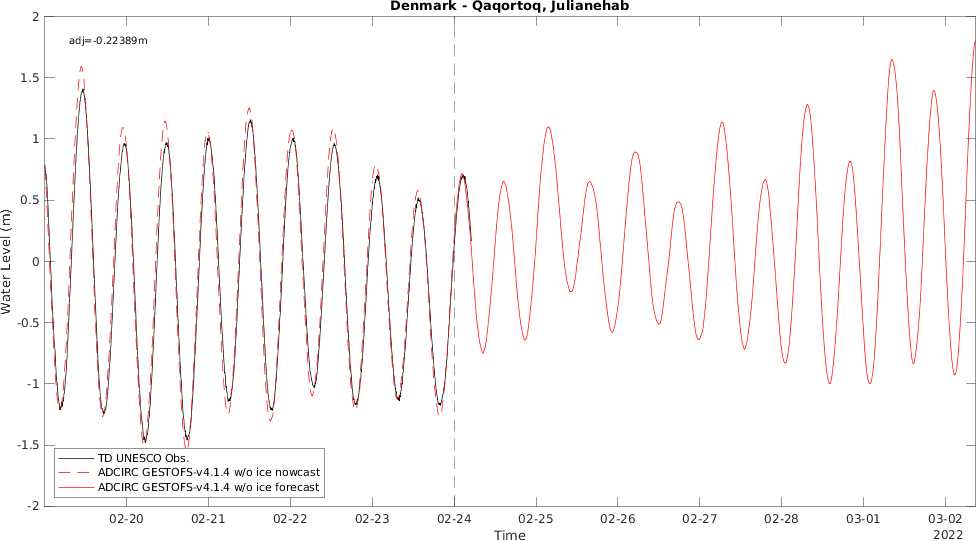 Denmark - Qaqortoq, Julianehab
adj=-0.22389m
2
1.5
1
0.5
0
-0.5
-1
-1.5
-2
Water Level (m)
TD UNESCO Obs.
ADCIRC GESTOFS-v4.1.4 w/o ice nowcast
ADCIRC GESTOFS-v4.1.4 w/o ice forecast
02-20 02-21 02-22 02-23 02-24 02-25 02-26 02-27 02-28 03-01 03-02
2022
Time